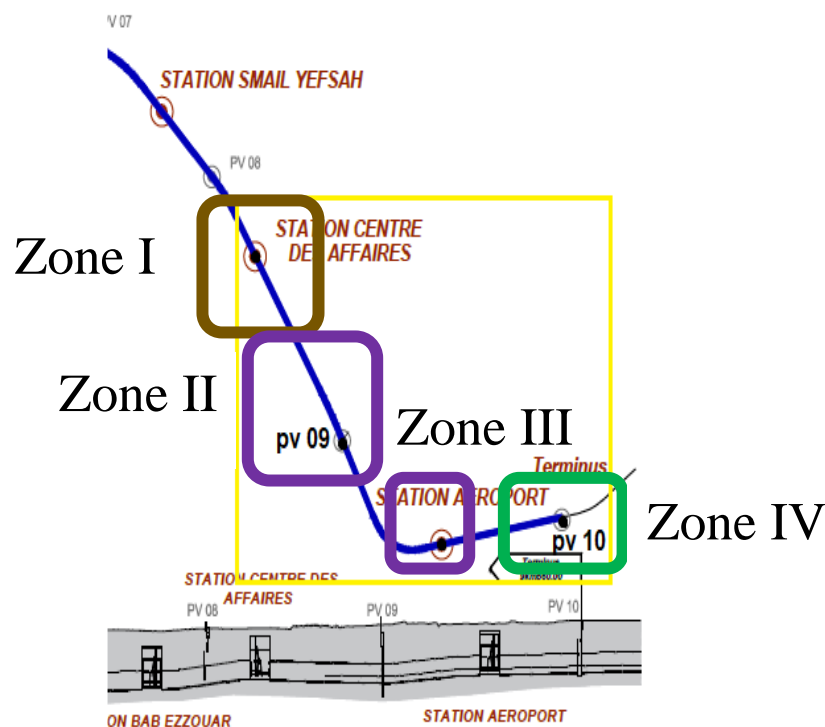 PV 07
STATION SMAIL YEFSAH
PV 08
STATION CENTRE
DES AFFAIRES
Zone I
Zone II
pv 09
Zone III
Terminus
STATION AEROPORT
Zone IV
pv 10
Terminus
STATION CENTRE DES
AFFAIRES
PV 08
PV 09
PV 10
ON BAB EZZOUAR
STATION AEROPORT